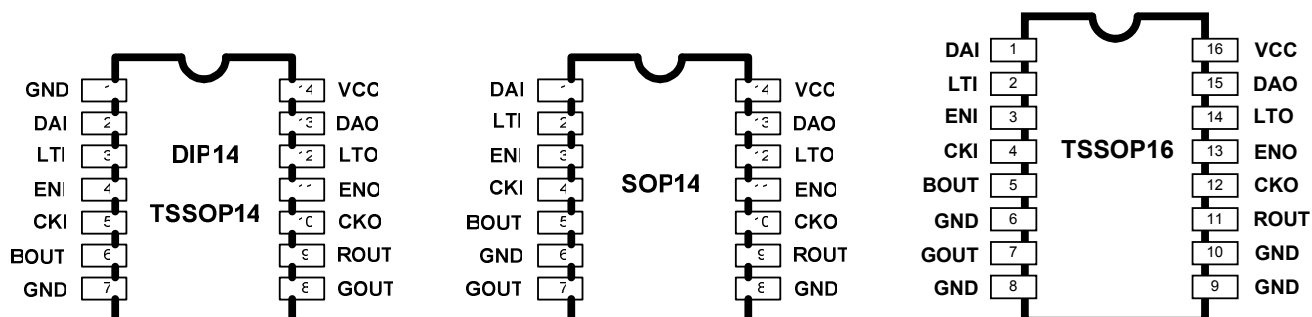 GND 1 14 VCC
DAI 2 13 DAO
LTI 3 12 LTO
ENI 4 11 ENO
CKI 5 10 CKO
BOUT 6 9 ROUT
GND 7 8 GOUT
DIP14
TSSOP14
DAI 1 14 VCC
LTI 2 13 DAO
ENI 3 12 LTO
CKI 4 11 ENO
BOUT 5 10 CKO
GND 6 9 ROUT
GOUT 7 8 GND
SOP14
DAI 1 16 VCC
LTI 2 15 DAO
ENI 3 14 LTO
CKI 4 13 ENO
BOUT 5 12 CKO
GND 6 11 ROUT
GOUT 7 10 GND
GND 8 9 GND
TSSOP16